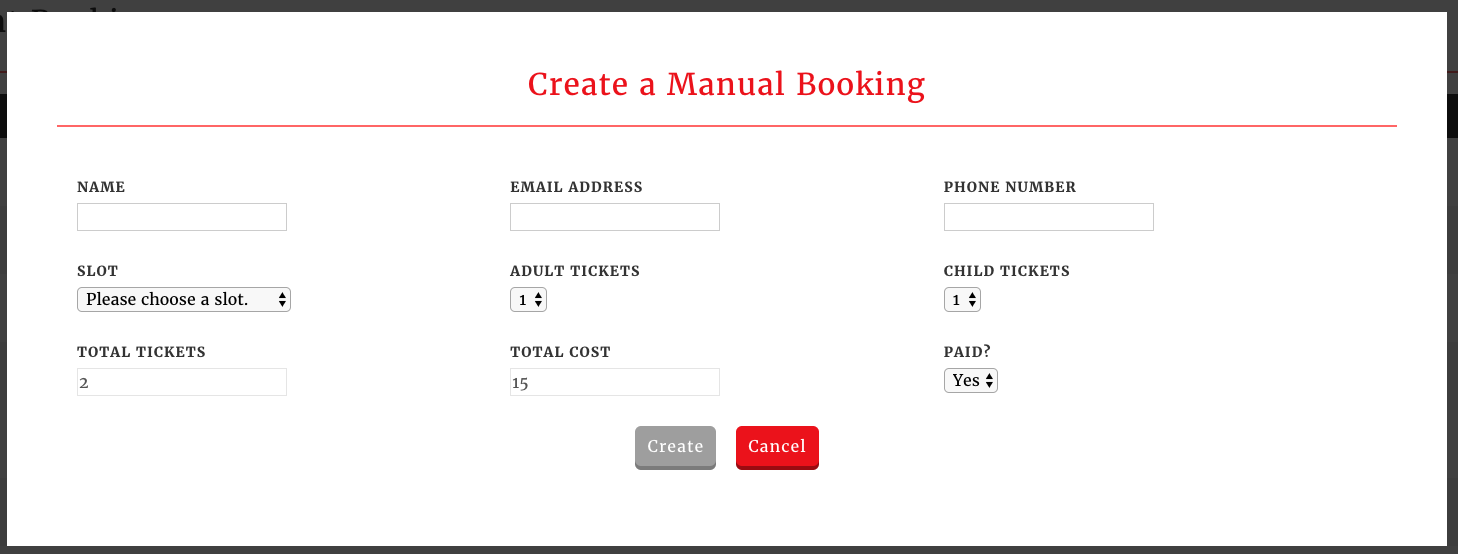 Create a Manual Booking
NAME EMAIL ADDRESS PHONE NUMBER
SLOT ADULT TICKETS CHILD TICKETS
Please choose a slot. 1 1
TOTAL TICKETS TOTAL COST PAID?
2 15 Yes
Create Cancel